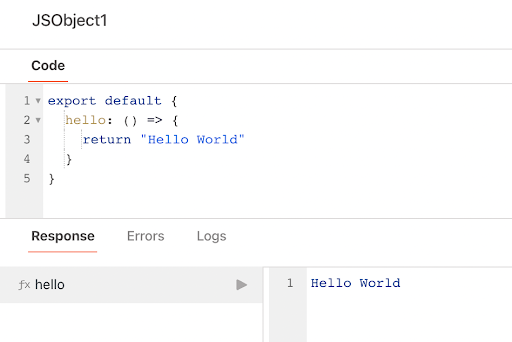 JSObject1
Code
1 export default {
2 hello: () => {
3 return "Hello World"
4 }
5 }
Response Errors Logs
ƒx hello
1 Hello World